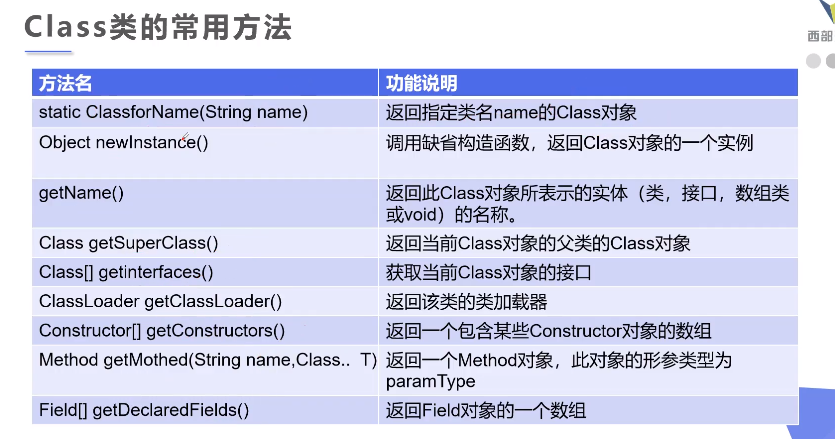 Class类的常用方法
西部
方法名 功能说明
static ClassforName(String name) 返回指定类名name的Class对象
Object newInstance() 调用缺省构造函数，返回Class对象的一个实例
getName() 返回此Class对象所表示的实体（类，接口，数组类
或void）的名称。
Class getSuperClass() 返回当前Class对象的父类的Class对象
Class[] getinterfaces() 获取当前Class对象的接口
ClassLoader getClassLoader() 返回该类的类加载器
Constructor[] getConstructors() 返回一个包含某些Constructor对象的数组
Method getMothed(String name,Class.. T) 返回一个Method对象，此对象的形参类型为
paramType
Field[] getDeclaredFields() 返回Field对象的一个数组